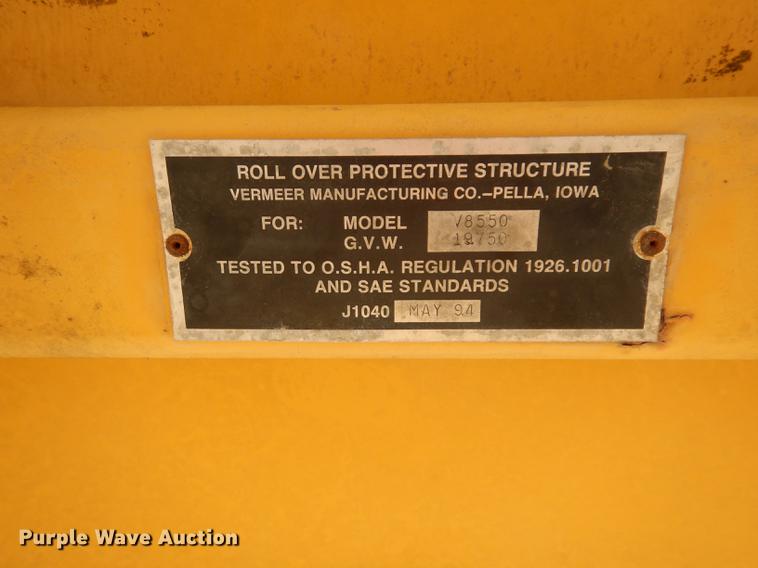 ROLL OVER PROTECTIVE STRUCTURE
VERMEER MANUFACTURING CO.-PELLA, IOWA
FOR: MODEL V8550
G.V.W. 19750
TESTED TO O.S.H.A. REGULATION 1926.1001
AND SAE STANDARDS
J1040 MAY 94
Purple Wave Auction